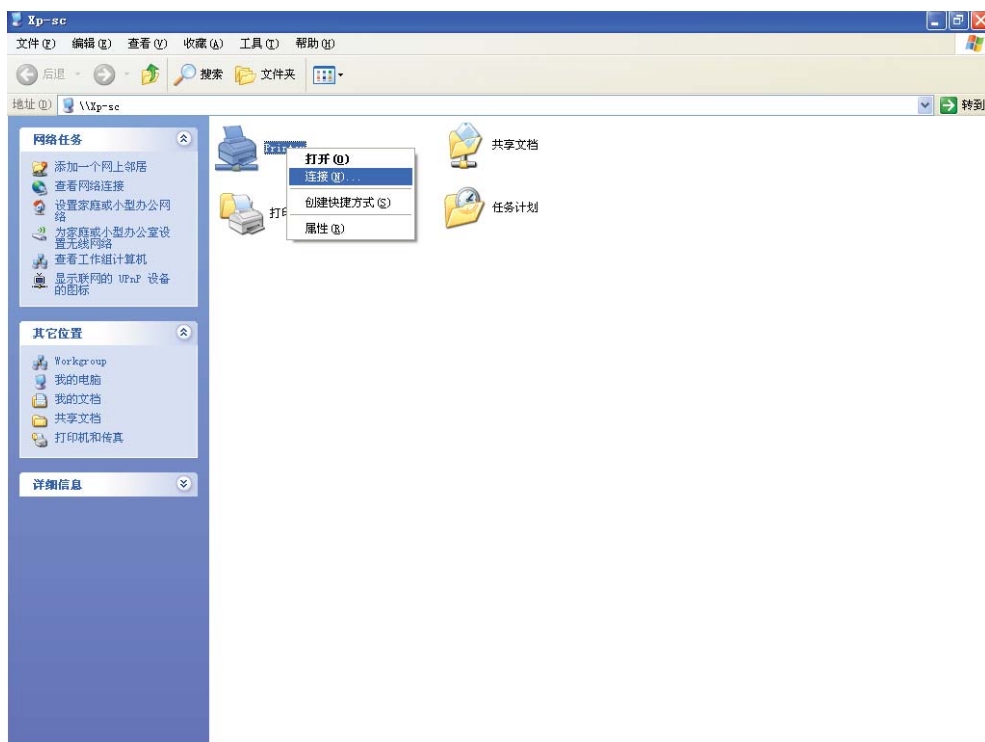 Xp-sc
文件(F) 编辑(E) 查看(V) 收藏(A) 工具(T) 帮助(H)
后退 搜索 文件夹
地址(D) \\Xp-sc 转到
网络任务
添加一个网上邻居
查看网络连接
设置家庭或小型办公网
络
为家庭或小型办公室设
置无线网络
查看工作组计算机
显示联网的 UPnP 设备
的图标
其它位置
Workgroup
我的电脑
我的文档
共享文档
打印机和传真
详细信息
共享文档
打开(O)
连接(N)...
创建快捷方式(S)
属性(R)
任务计划